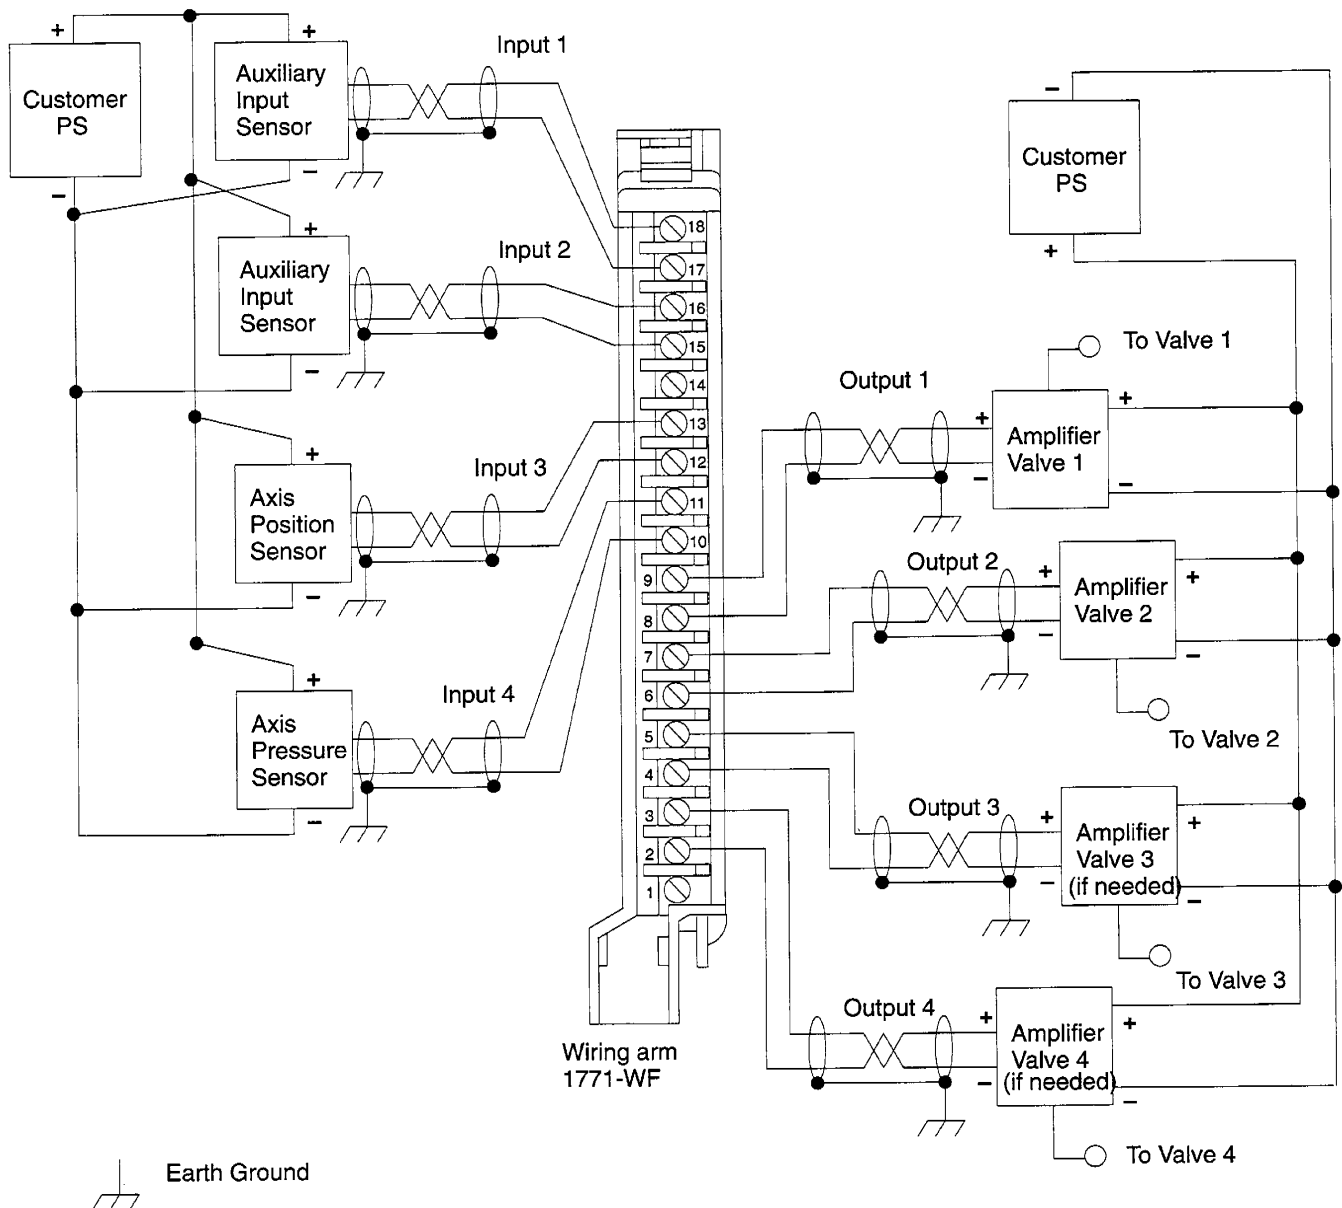 +
Customer
PS
−
+
Auxiliary
Input
Sensor
−
Input 1
+
Auxiliary
Input
Sensor
−
Input 2
+
Axis
Position
Sensor
−
Input 3
+
Axis
Pressure
Sensor
−
Input 4
18
17
16
15
14
13
12
11
10
9
8
7
6
5
4
3
2
1
Wiring arm
1771-WF
−
Customer
PS
+
To Valve 1
Output 1
+ +
Amplifier
Valve 1
− −
Output 2
+ +
Amplifier
Valve 2
− −
To Valve 2
Output 3
+ +
Amplifier
Valve 3
(if needed)
− −
To Valve 3
Output 4
+ +
Amplifier
Valve 4
(if needed)
− −
To Valve 4
Earth Ground